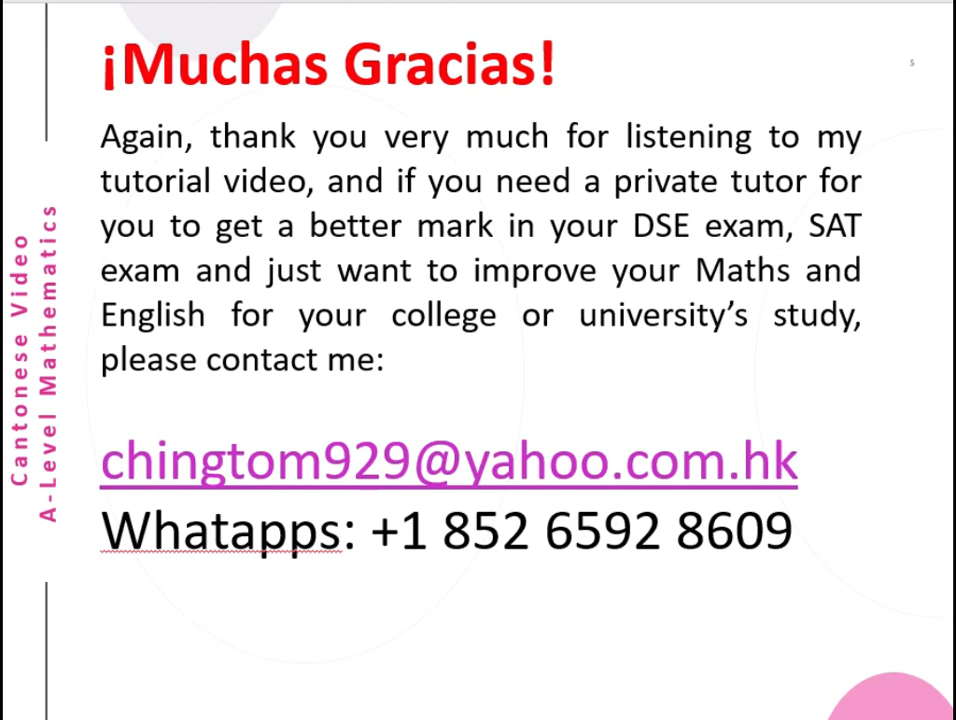 ¡Muchas Gracias!
5
Again, thank you very much for listening to my
tutorial video, and if you need a private tutor for
you to get a better mark in your DSE exam, SAT
exam and just want to improve your Maths and
English for your college or university’s study,
please contact me:
chingtom929@yahoo.com.hk
Whatapps: +1 852 6592 8609
Cantonese Video
A-Level Mathematics